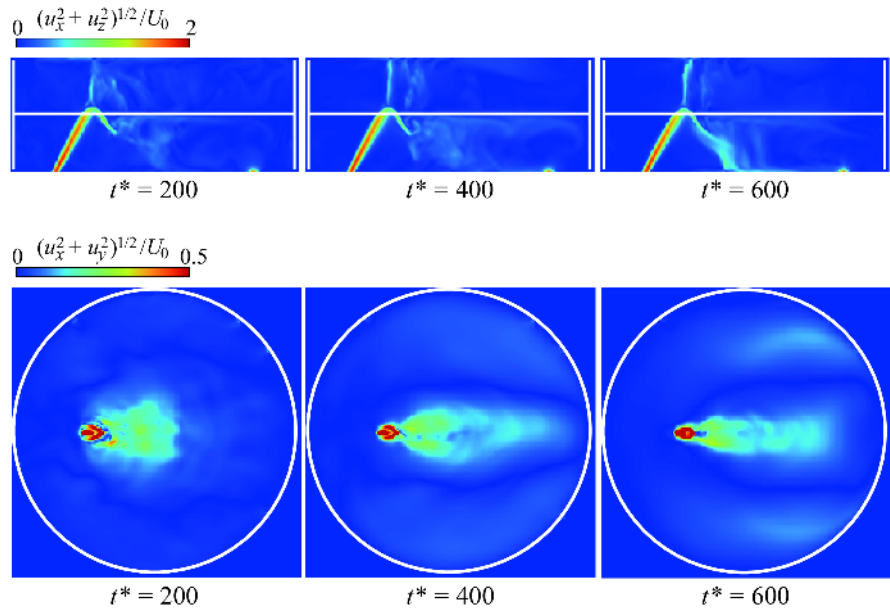 0 (u_x^2 + u_z^2)^{1/2}/U_0 2
t* = 200 t* = 400 t* = 600
0 (u_x^2 + u_y^2)^{1/2}/U_0 0.5
t* = 200 t* = 400 t* = 600